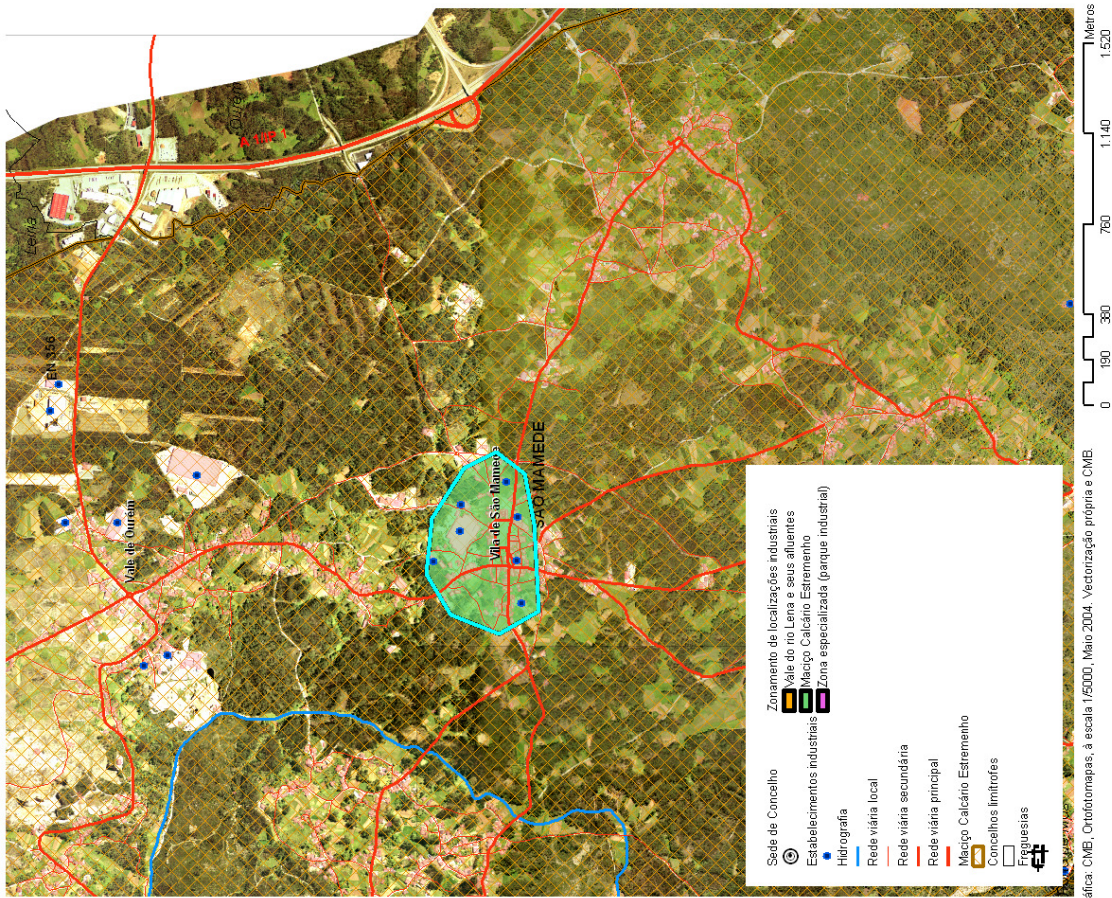 A 1/IP 1
Leiria
EN 356
Vale de Ourém
Vila de São Mamede
SÃO MAMEDE
Sede de Concelho
Estabelecimentos industriais
Hidrografia
Rede viária local
Rede viária secundária
Rede viária principal
Maciço Calcário Estremenho
Concelhos limítrofes
Freguesias
Zonamento de localizações industriais
Vale do rio Lena e seus afluentes
Maciço Calcário Estremenho
Zona especializada (parque industrial)
0 190 380 760 1.140 1.520
Metros
áfica: CMB, Ortofotomapas, à escala 1/5000, Maio 2004. Vectorização própria e CMB.